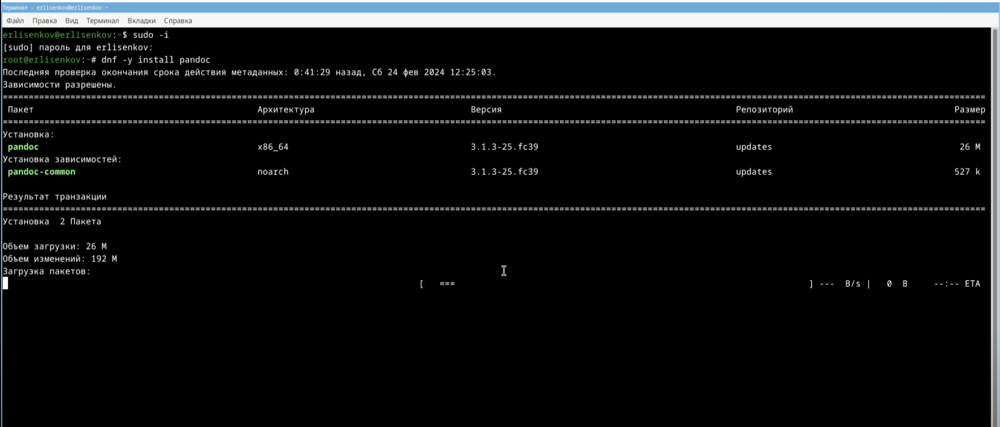 Терминал - erlisenkov@erlisenkov:~
Файл Правка Вид Терминал Вкладки Справка
erlisenkov@erlisenkov:~$ sudo -i
[sudo] пароль для erlisenkov:
root@erlisenkov:~# dnf -y install pandoc
Последняя проверка окончания срока действия метаданных: 0:41:29 назад, Сб 24 фев 2024 12:25:03.
Зависимости разрешены.
Пакет Архитектура Версия Репозиторий Размер
Установка:
pandoc x86_64 3.1.3-25.fc39 updates 26 M
Установка зависимостей:
pandoc-common noarch 3.1.3-25.fc39 updates 527 k
Результат транзакции
Установка 2 Пакета
Объем загрузки: 26 M
Объем изменений: 192 M
Загрузка пакетов:
[ === ] --- B/s | 0 B --:-- ETA